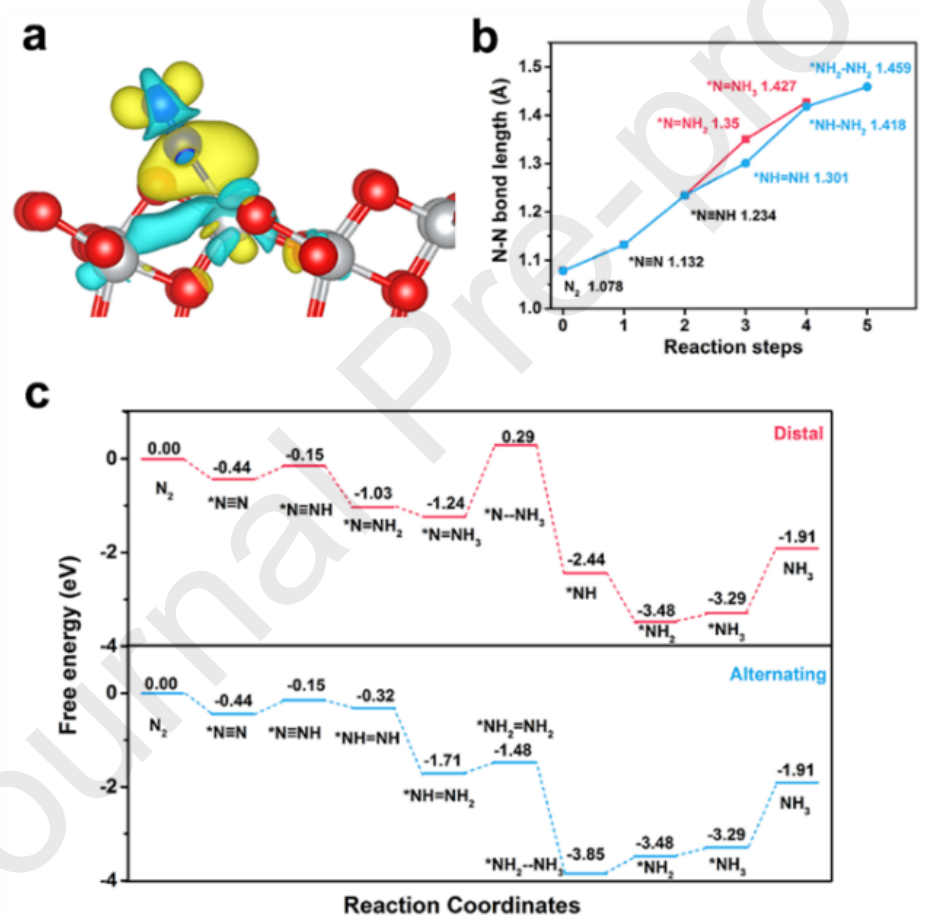 a
b
N-N bond length (Å)
1.5
1.4
1.3
1.2
1.1
1.0
*NH₂-NH₂ 1.459
*N=NH₃ 1.427
*N=NH₂ 1.35
*NH-NH₂ 1.418
*NH=NH 1.301
*N≡NH 1.234
*N≡N 1.132
N₂ 1.078
0 1 2 3 4 5
Reaction steps
c
Free energy (eV)
Distal
0
-2
-4
0.00
N₂
-0.44
*N≡N
-0.15
*N≡NH
-1.03
*N=NH₂
-1.24
*N=NH₃
0.29
*N--NH₃
-2.44
*NH
-3.48
*NH₂
-3.29
*NH₃
-1.91
NH₃
Alternating
0
-2
-4
0.00
N₂
-0.44
*N≡N
-0.15
*N≡NH
-0.32
*NH=NH
-1.71
*NH=NH₂
*NH₂=NH₂
-1.48
*NH₂--NH₃
-3.85
-3.48
*NH₂
-3.29
*NH₃
-1.91
NH₃
Reaction Coordinates
ournal Pre-pro